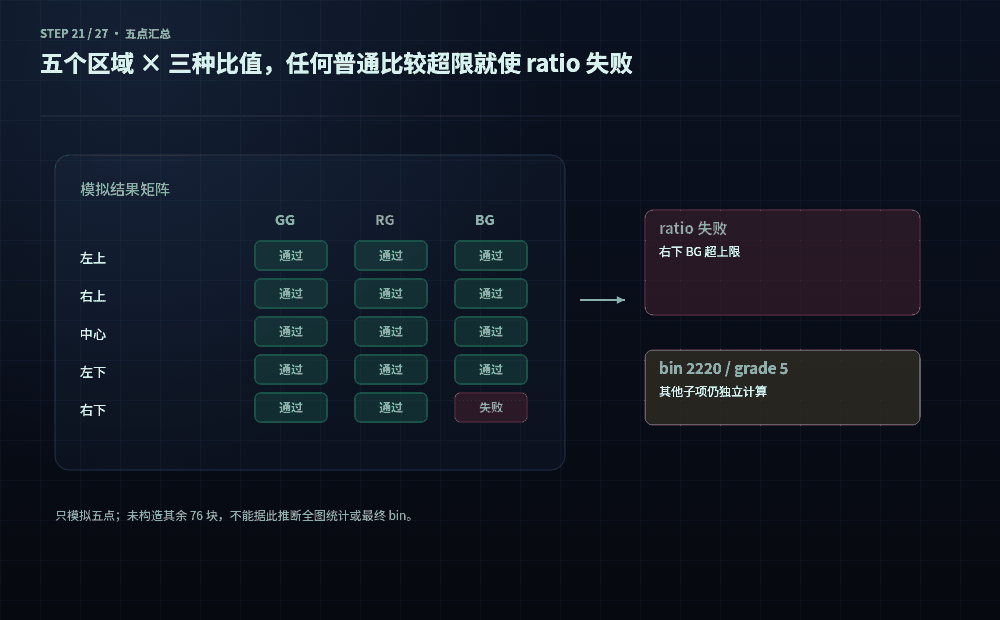 STEP 21 / 27 · 五点汇总
五个区域 × 三种比值，任何普通比较超限就使 ratio 失败
模拟结果矩阵
GG RG BG
左上 通过 通过 通过
右上 通过 通过 通过
中心 通过 通过 通过
左下 通过 通过 通过
右下 通过 通过 失败
ratio 失败
右下 BG 超上限
bin 2220 / grade 5
其他子项仍独立计算
只模拟五点；未构造其余 76 块，不能据此推断全图统计或最终 bin。